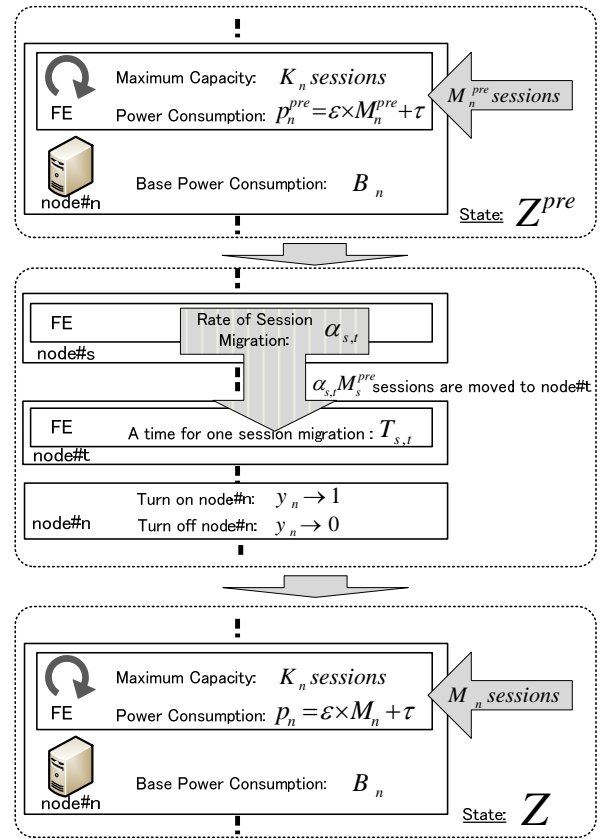 Maximum Capacity: K_n sessions
FE Power Consumption: p_n^{pre}=ε×M_n^{pre}+τ
M_n^{pre} sessions
node#n
Base Power Consumption: B_n
State: Z^{pre}
FE
node#s
Rate of Session
Migration: α_{s,t}
α_{s,t}M_s^{pre} sessions are moved to node#t
FE
A time for one session migration : T_{s,t}
node#t
Turn on node#n: y_n → 1
node#n
Turn off node#n: y_n → 0
Maximum Capacity: K_n sessions
FE Power Consumption: p_n = ε×M_n+τ
M_n sessions
node#n
Base Power Consumption: B_n
State: Z